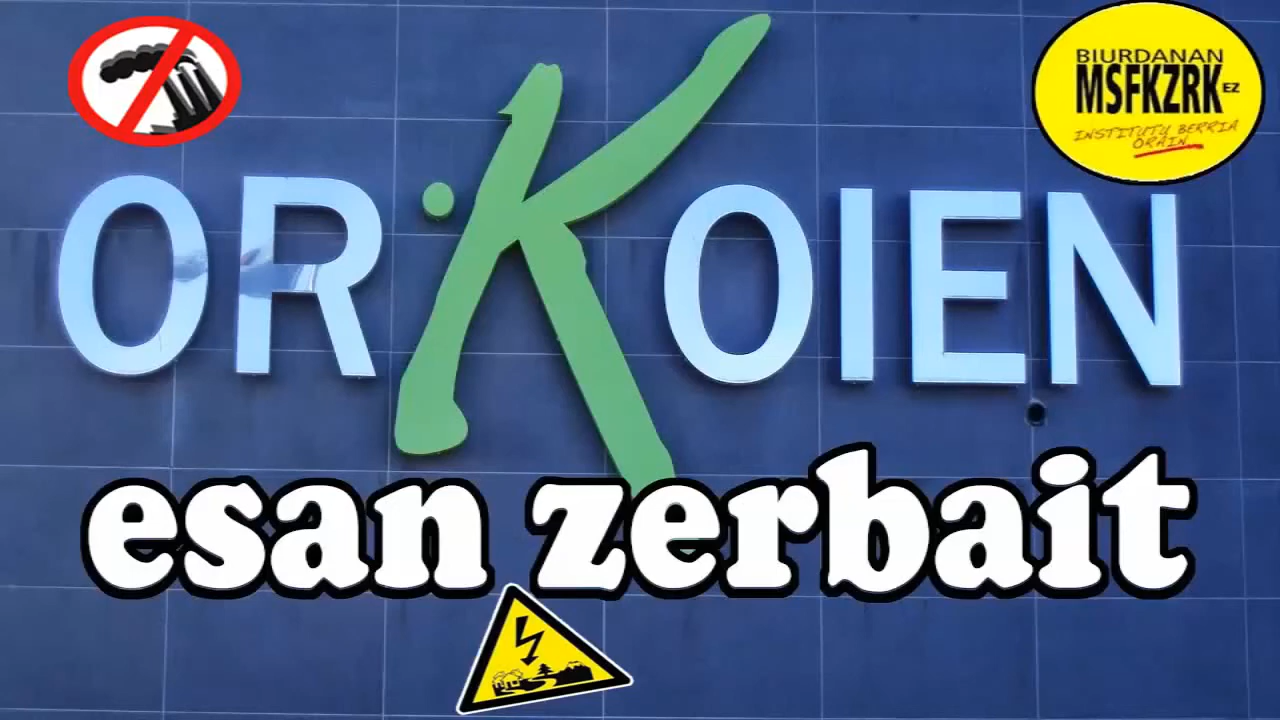 BIURDANAN
MSFKZRK EZ
INSTITUTU BERRIA
ORAIN
ORKOIEN
esan zerbait